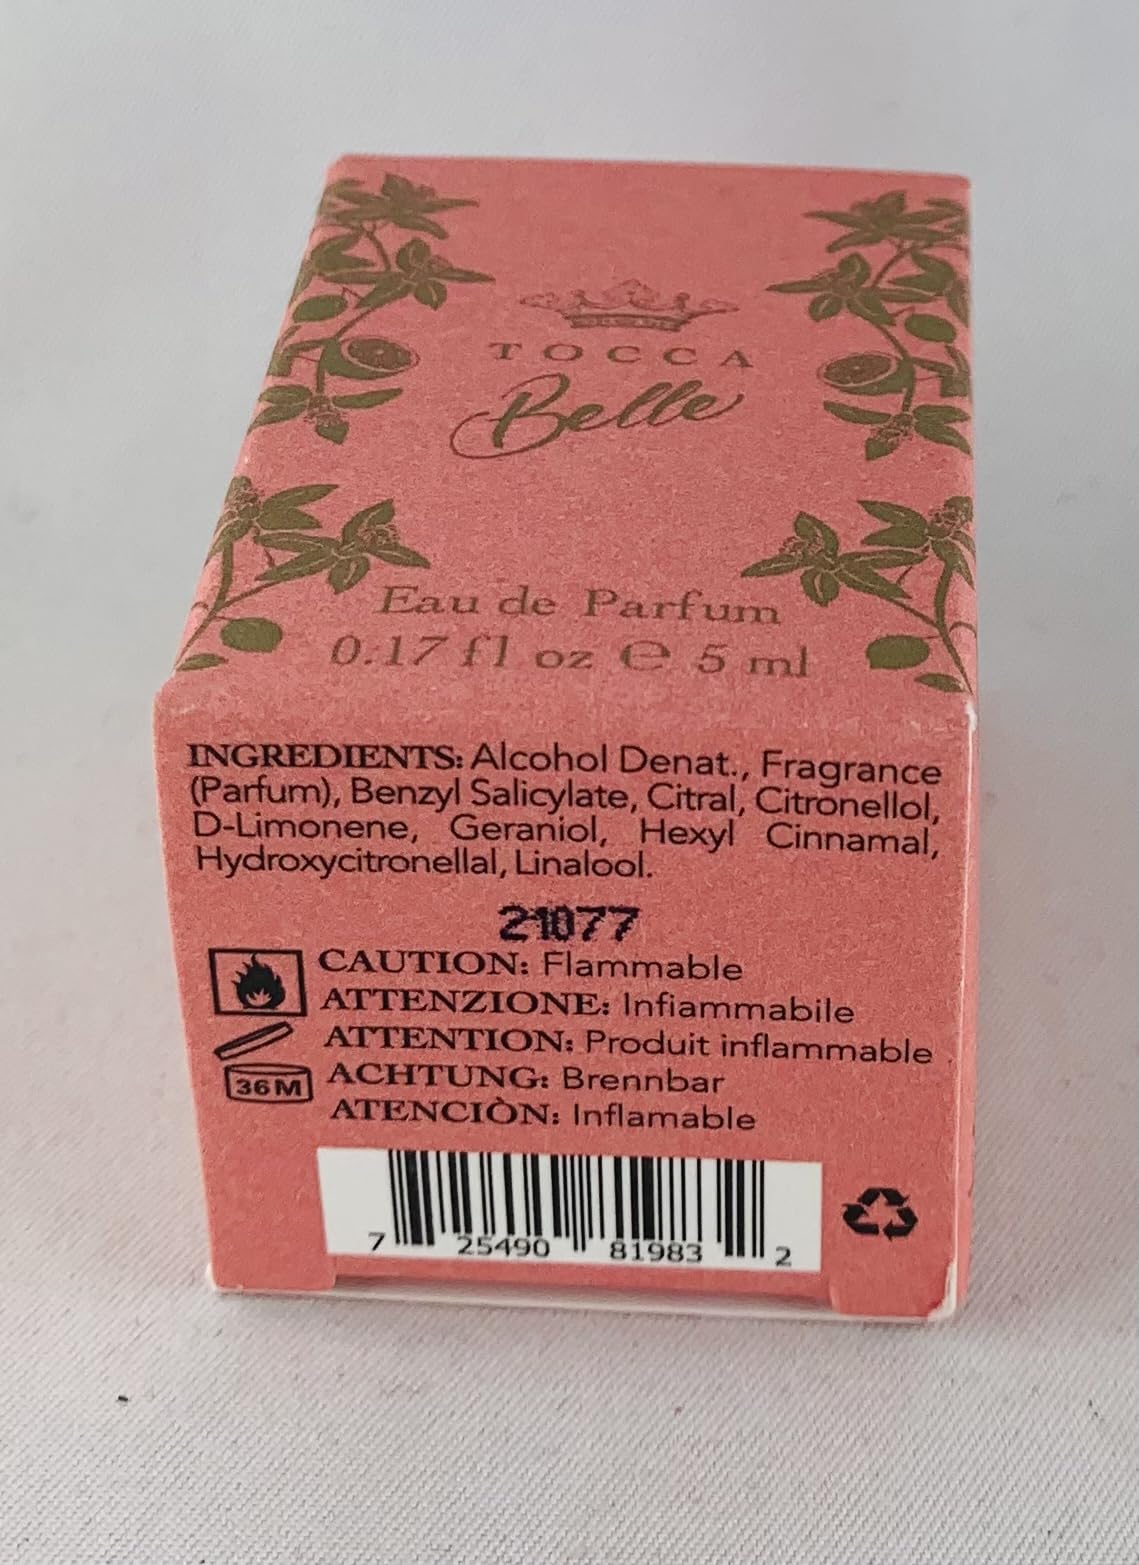 TOCCA
Belle
Eau de Parfum
0.17 fl oz ℮ 5 ml
INGREDIENTS: Alcohol Denat., Fragrance
(Parfum), Benzyl Salicylate, Citral, Citronellol,
D-Limonene, Geraniol, Hexyl Cinnamal,
Hydroxycitronellal, Linalool.
21077
CAUTION: Flammable
ATTENZIONE: Infiammabile
ATTENTION: Produit inflammable
36M ACHTUNG: Brennbar
ATENCIÒN: Inflamable
7 25490 81983 2